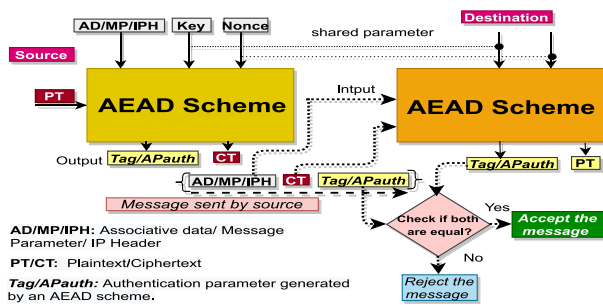 AD/MP/IPH Key Nonce Destination
shared parameter
Source
PT
AEAD Scheme
Intput
AEAD Scheme
Output
Tag/APauth CT
Tag/APauth PT
AD/MP/IPH CT Tag/APauth
Message sent by source
Check if both
are equal?
Yes
Accept the
message
No
Reject the
message
AD/MP/IPH: Associative data/ Message
Parameter/ IP Header
PT/CT: Plaintext/Ciphertext
Tag/APauth: Authentication parameter generated
by an AEAD scheme.